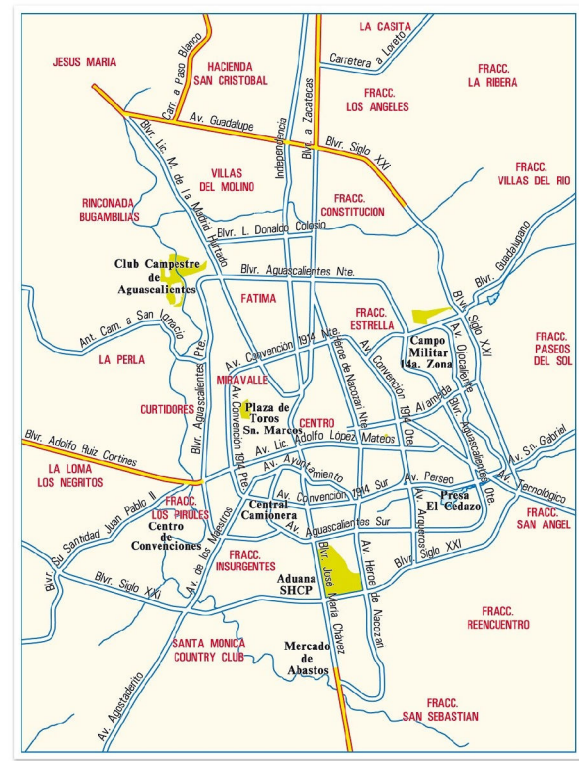 LA CASITA
Carretera a Loreto
JESUS MARIA
Carr. a Paso Blanco
HACIENDA
SAN CRISTOBAL
Blvr. a Zacatecas
FRACC.
LA RIBERA
FRACC.
LOS ANGELES
Av. Guadalupe
Independencia
Blvr. Siglo XXI
Blvr. Lic. M. de la Madrid Hurtado
VILLAS
DEL MOLINO
FRACC.
VILLAS DEL RIO
RINCONADA
BUGAMBILIAS
FRACC.
CONSTITUCION
Blvr. L. Donaldo Colosio
Blvr. Guadalupano
Club Campestre
de
Aguascalientes
Blvr. Aguascalientes Nte.
FATIMA
FRACC.
ESTRELLA
Blvr. Siglo XXI
Ant. Cam. a San Ignacio
Campo
Militar
14a. Zona
Av. Ojocaliente
FRACC.
PASEOS
DEL SOL
LA PERLA
Av. Convención 1914 Nte.
Heroe de Nacozari Nte.
Av. Convención 1914 Ote.
MIRAVALLE
Blvr. Aguascalientes Pte.
Av. Convención 1914 Pte.
Plaza de
Toros
Sn. Marcos
CURTIDORES
CENTRO
Alameda
Blvr. Aguascalientes Ote.
Av. Lic. Adolfo López Mateos
Av. Sn. Gabriel
Blvr. Adolfo Ruiz Cortines
LA LOMA
LOS NEGRITOS
Av. Ayuntamiento
Av. Convención 1914 Sur
Av. Perseo
Av. Tecnológico
Presa
El Cedazo
Blvr. Su Santidad Juan Pablo II
FRACC.
LOS PIROLES
Central
Camionera
FRACC.
SAN ANGEL
Centro
de
Convenciones
Av. de los Maestros
Av. Aguascalientes Sur
Av. Arqueros
FRACC.
INSURGENTES
Blvr. Siglo XXI
Blvr. Siglo XXI
Aduana
SHCP
Blvr. José María Chávez
Av. Heroe de Nacozari
FRACC.
REENCUENTRO
SANTA MONICA
COUNTRY CLUB
Mercado
de
Abastos
Av. Agostaderito
FRACC.
SAN SEBASTIAN